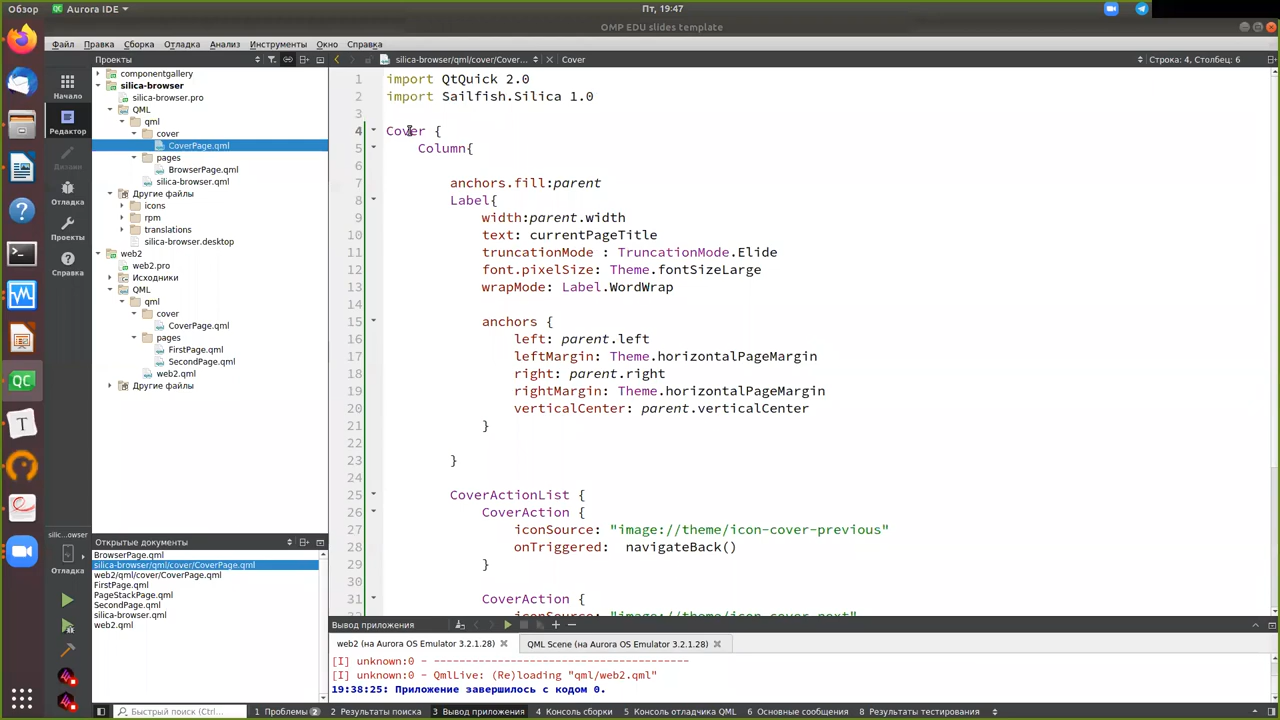 Обзор
Aurora IDE
Пт, 19:47
OMP EDU slides template
Файл Правка Сборка Отладка Анализ Инструменты Окно Справка
Проекты
silica-browser/qml/cover/Cover...
Cover
Строка: 4, Столбец: 6
Начало
Редактор
Дизайн
Отладка
Проекты
Справка
componentgallery
silica-browser
silica-browser.pro
QML
qml
cover
CoverPage.qml
pages
BrowserPage.qml
silica-browser.qml
Другие файлы
icons
rpm
translations
silica-browser.desktop
web2
web2.pro
Исходники
QML
qml
cover
CoverPage.qml
pages
FirstPage.qml
SecondPage.qml
web2.qml
Другие файлы
1 import QtQuick 2.0
2 import Sailfish.Silica 1.0
3
4 Cover {
5 Column{
6
7 anchors.fill:parent
8 Label{
9 width:parent.width
10 text: currentPageTitle
11 truncationMode : TruncationMode.Elide
12 font.pixelSize: Theme.fontSizeLarge
13 wrapMode: Label.WordWrap
14
15 anchors {
16 left: parent.left
17 leftMargin: Theme.horizontalPageMargin
18 right: parent.right
19 rightMargin: Theme.horizontalPageMargin
20 verticalCenter: parent.verticalCenter
21 }
22
23 }
24
25 CoverActionList {
26 CoverAction {
27 iconSource: "image://theme/icon-cover-previous"
28 onTriggered: navigateBack()
29 }
30
31 CoverAction {
iconSource: "image://theme/icon-cover-next"
silic...owser
Отладка
Открытые документы
BrowserPage.qml
silica-browser/qml/cover/CoverPage.qml
web2/qml/cover/CoverPage.qml
FirstPage.qml
PageStackPage.qml
SecondPage.qml
silica-browser.qml
web2.qml
Вывод приложения
web2 (на Aurora OS Emulator 3.2.1.28)
QML Scene (на Aurora OS Emulator 3.2.1.28)
[I] unknown:0 - ----------------------------------------
[I] unknown:0 - QmlLive: (Re)loading "qml/web2.qml"
19:38:25: Приложение завершилось с кодом 0.
Быстрый поиск (Ctrl...
1 Проблемы 2
2 Результаты поиска
3 Вывод приложения
4 Консоль сборки
5 Консоль отладчика QML
6 Основные сообщения
8 Результаты тестирования